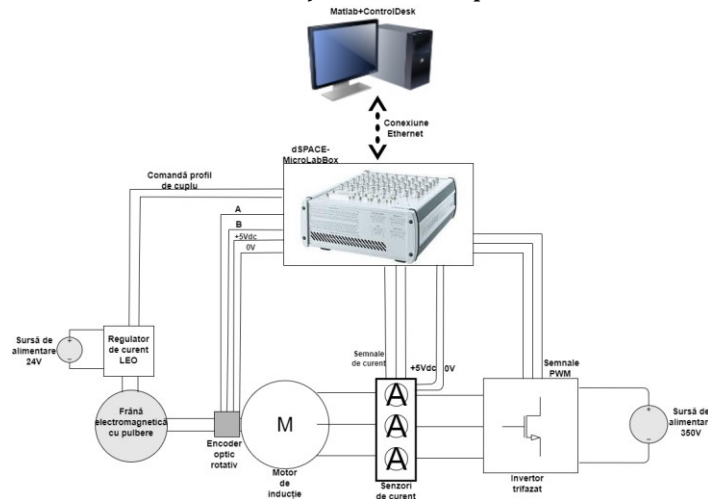 Matlab+ControlDesk
Conexiune
Ethernet
dSPACE-
MicroLabBox
Comandă profil
de cuplu
A
B
+5Vdc
0V
Sursă de
alimentare
24V
Regulator
de curent
LEO
Semnale
de curent
+5Vdc
0V
Semnale
PWM
Frână
electromagnetică
cu pulbere
Encoder
optic
rotativ
M
Motor
de
inducție
A
A
A
Senzori
de curent
Invertor
trifazat
Sursă de
alimentare
350V